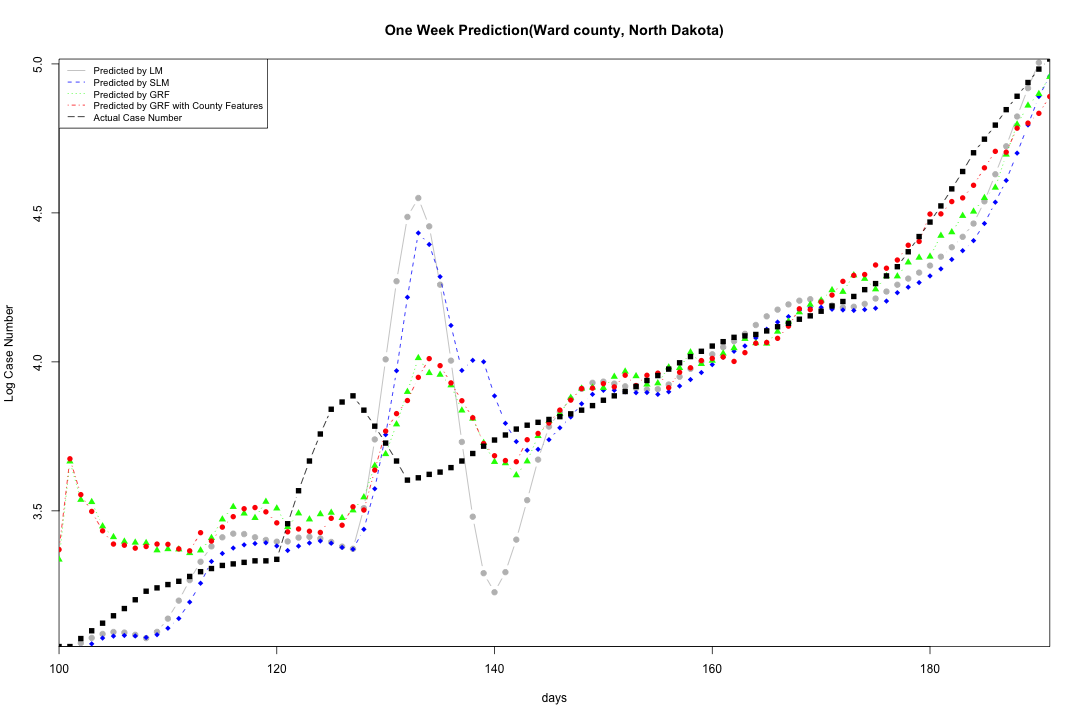 One Week Prediction(Ward county, North Dakota)
Predicted by LM
Predicted by SLM
Predicted by GRF
Predicted by GRF with County Features
Actual Case Number
Log Case Number
5.0
4.5
4.0
3.5
100 120 140 160 180
days